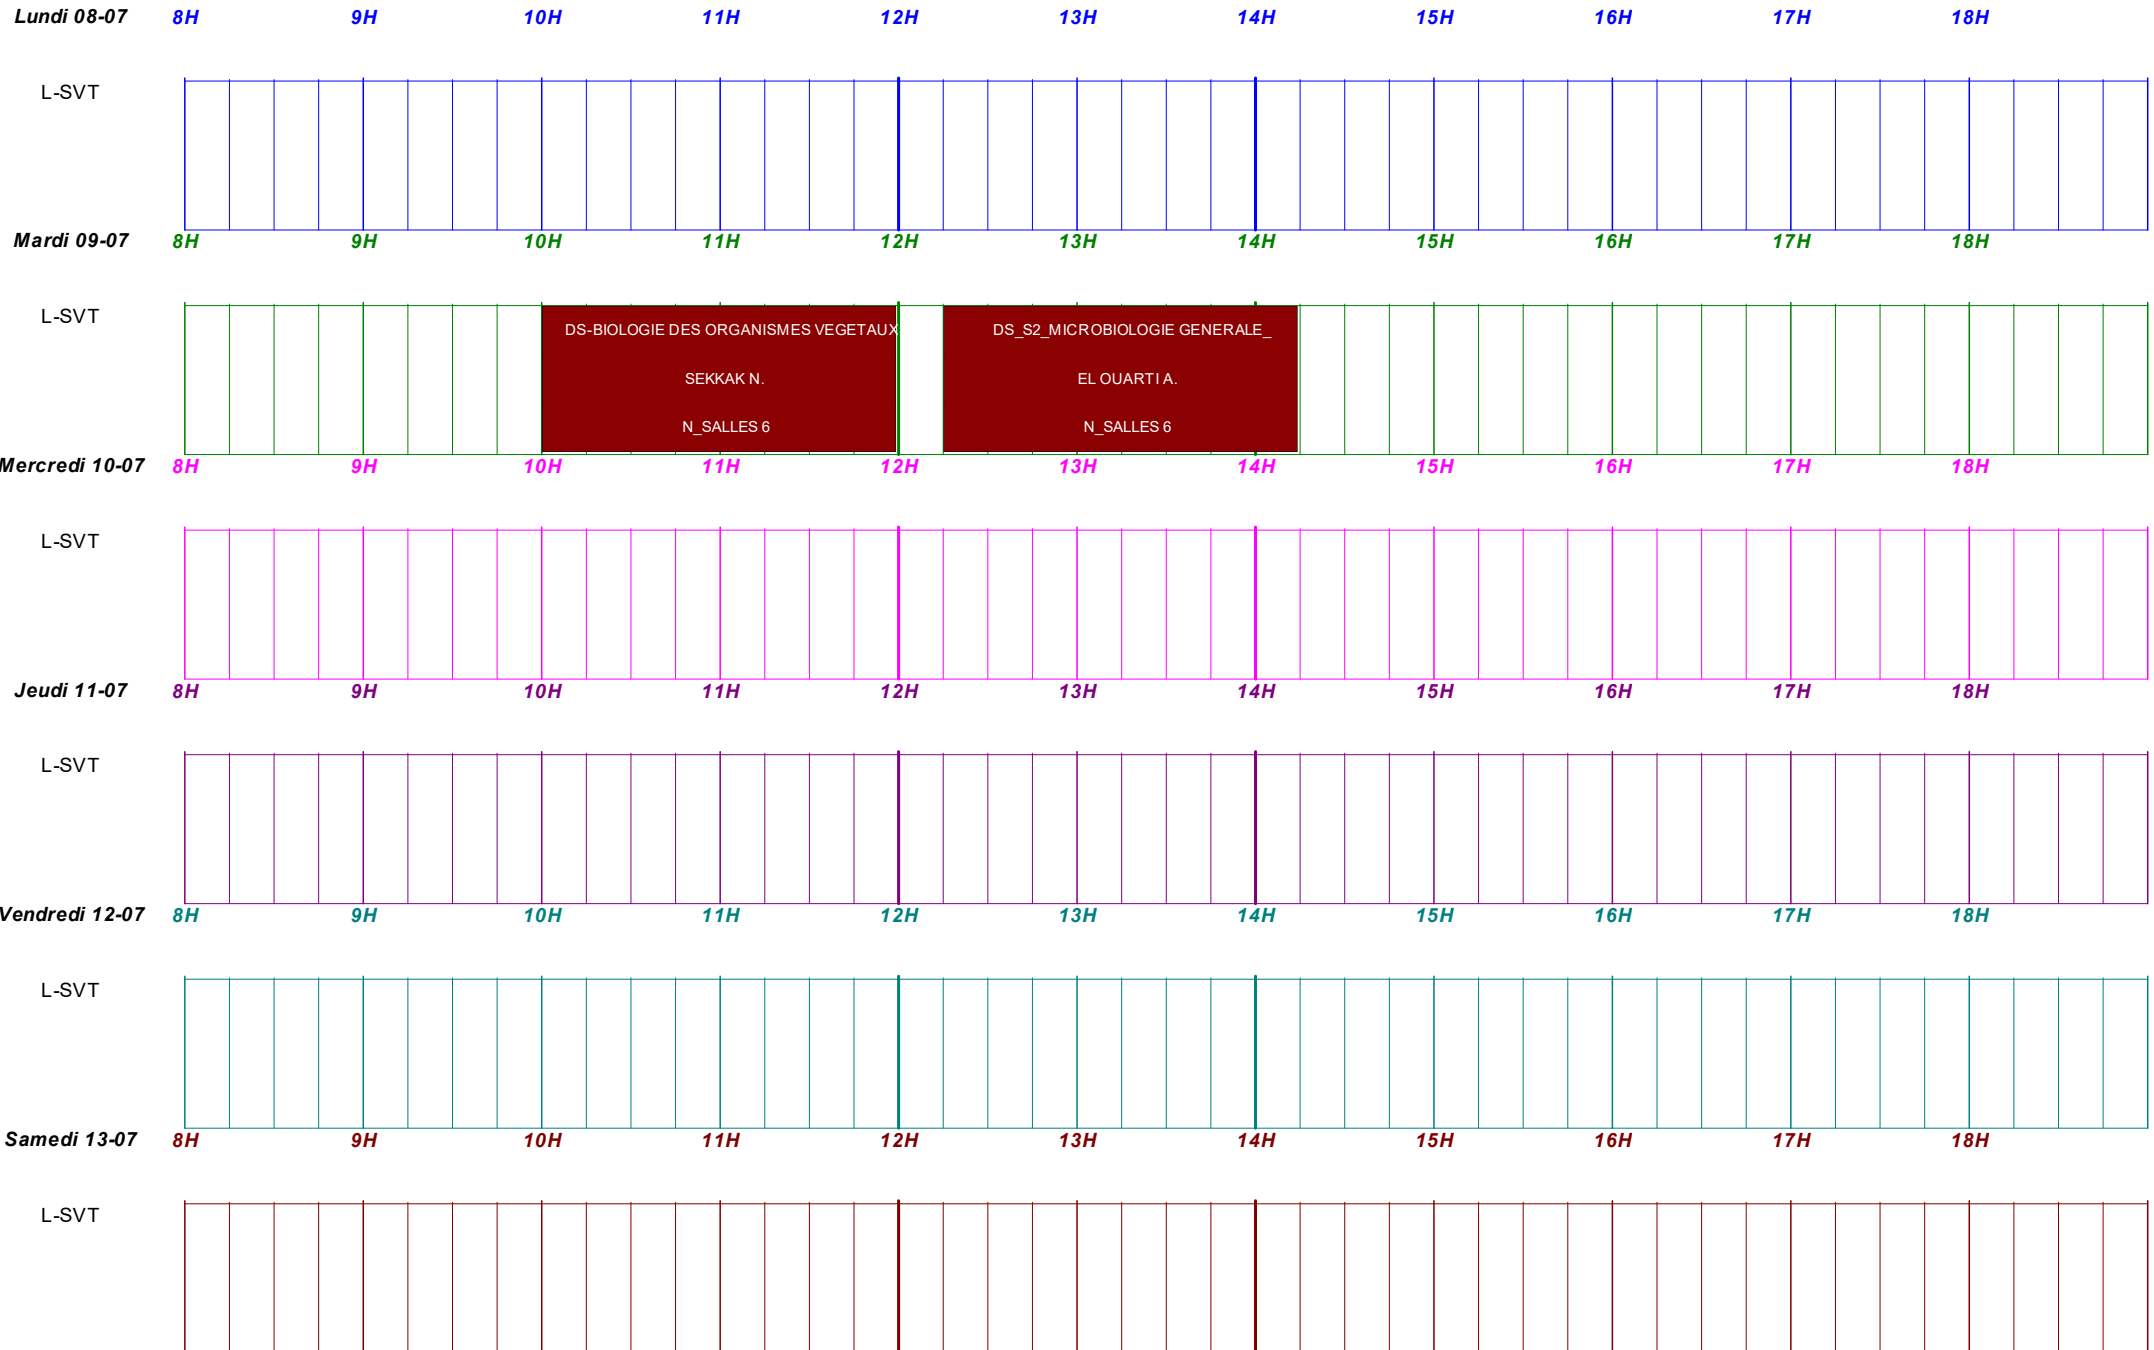 Lundi 08-07 8H 9H 10H 11H 12H 13H 14H 15H 16H 17H 18H
L-SVT
Mardi 09-07 8H 9H 10H 11H 12H 13H 14H 15H 16H 17H 18H
L-SVT
DS-BIOLOGIE DES ORGANISMES VEGETAUX
SEKKAK N.
N_SALLES 6
DS_S2_MICROBIOLOGIE GENERALE_
EL OUARTI A.
N_SALLES 6
Mercredi 10-07 8H 9H 10H 11H 12H 13H 14H 15H 16H 17H 18H
L-SVT
Jeudi 11-07 8H 9H 10H 11H 12H 13H 14H 15H 16H 17H 18H
L-SVT
Vendredi 12-07 8H 9H 10H 11H 12H 13H 14H 15H 16H 17H 18H
L-SVT
Samedi 13-07 8H 9H 10H 11H 12H 13H 14H 15H 16H 17H 18H
L-SVT